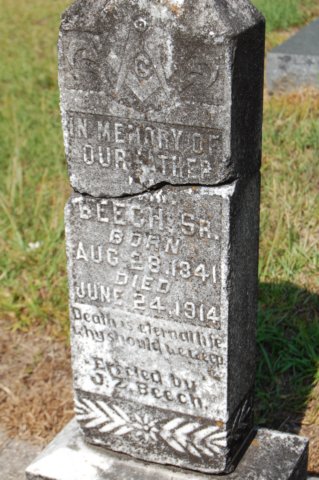 G
IN MEMORY OF
OUR FATHER
BEECH, SR.
BORN
AUG 28, 1841
DIED
JUNE 24, 1914
Death is eternal life
Why should we weep
Erected by
J. Z. Beech.